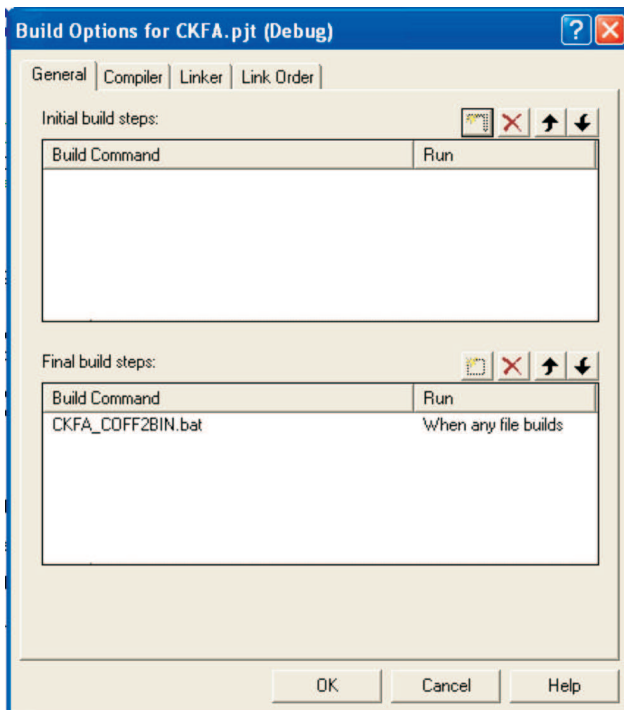 Build Options for CKFA.pjt (Debug)
General Compiler Linker Link Order
Initial build steps:
Build Command Run
Final build steps:
Build Command Run
CKFA_COFF2BIN.bat When any file builds
OK Cancel Help